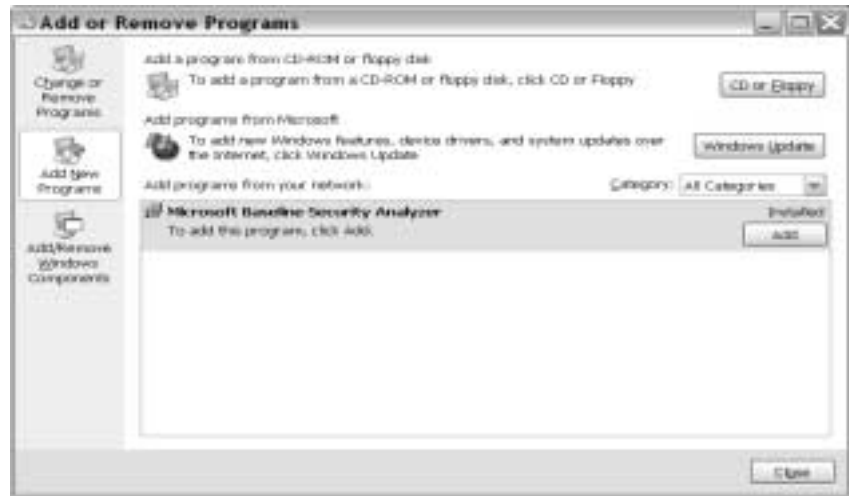 Add or Remove Programs
Change or
Remove
Programs
Add New
Programs
Add/Remove
Windows
Components
Add a program from CD-ROM or floppy disk
To add a program from a CD-ROM or floppy disk, click CD or Floppy
CD or Floppy
Add programs from Microsoft
To add new Windows features, device drivers, and system updates over
the Internet, click Windows Update
Windows Update
Add programs from your network:
Category: All Categories
Microsoft Baseline Security Analyzer
Installed
To add this program, click Add.
Add
Close